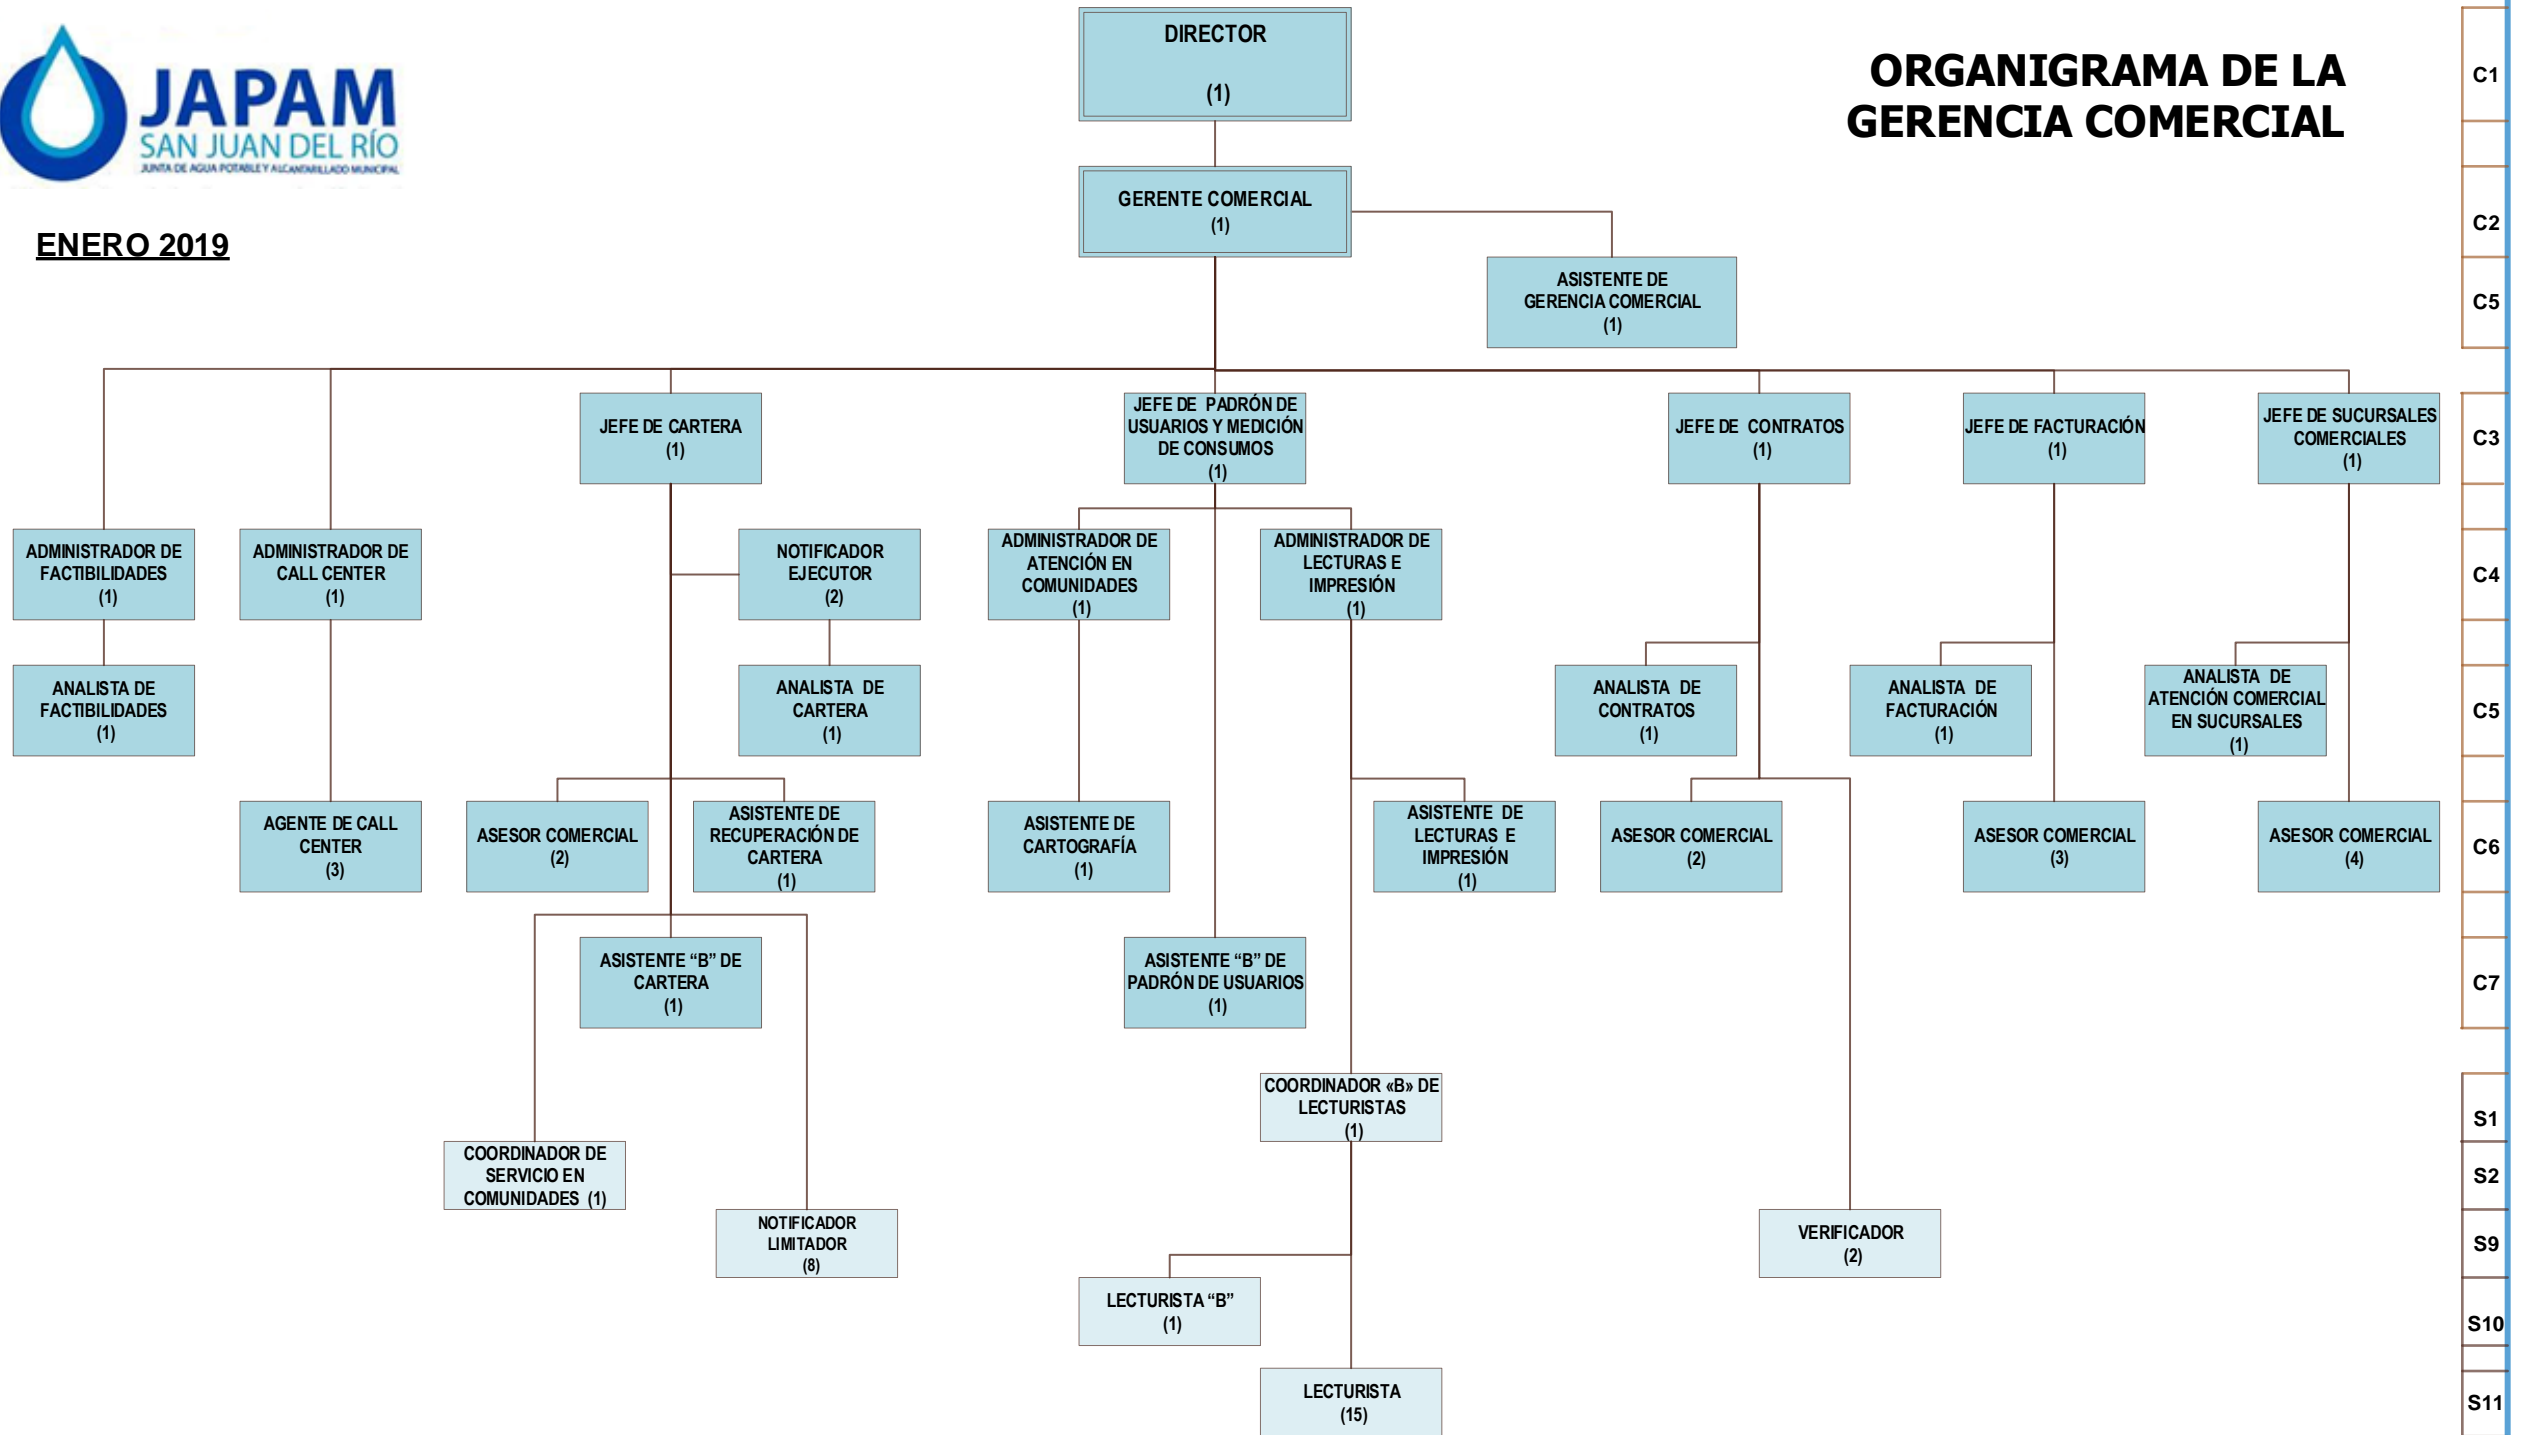 JAPAM
SAN JUAN DEL RÍO
JUNTA DE AGUA POTABLE Y ALCANTARILLADO MUNICIPAL
ENERO 2019
ORGANIGRAMA DE LA
GERENCIA COMERCIAL
DIRECTOR
(1)
C1
GERENTE COMERCIAL
(1)
C2
ASISTENTE DE
GERENCIA COMERCIAL
(1)
C5
JEFE DE CARTERA
(1)
JEFE DE PADRÓN DE
USUARIOS Y MEDICIÓN
DE CONSUMOS
(1)
JEFE DE CONTRATOS
(1)
JEFE DE FACTURACIÓN
(1)
JEFE DE SUCURSALES
COMERCIALES
(1)
C3
ADMINISTRADOR DE
FACTIBILIDADES
(1)
ADMINISTRADOR DE
CALL CENTER
(1)
NOTIFICADOR
EJECUTOR
(2)
ADMINISTRADOR DE
ATENCIÓN EN
COMUNIDADES
(1)
ADMINISTRADOR DE
LECTURAS E
IMPRESIÓN
(1)
C4
ANALISTA DE
FACTIBILIDADES
(1)
ANALISTA DE
CARTERA
(1)
ANALISTA DE
CONTRATOS
(1)
ANALISTA DE
FACTURACIÓN
(1)
ANALISTA DE
ATENCIÓN COMERCIAL
EN SUCURSALES
(1)
C5
AGENTE DE CALL
CENTER
(3)
ASESOR COMERCIAL
(2)
ASISTENTE DE
RECUPERACIÓN DE
CARTERA
(1)
ASISTENTE DE
CARTOGRAFÍA
(1)
ASISTENTE DE
LECTURAS E
IMPRESIÓN
(1)
ASESOR COMERCIAL
(2)
ASESOR COMERCIAL
(3)
ASESOR COMERCIAL
(4)
C6
ASISTENTE “B” DE
CARTERA
(1)
ASISTENTE “B” DE
PADRÓN DE USUARIOS
(1)
C7
COORDINADOR «B» DE
LECTURISTAS
(1)
S1
COORDINADOR DE
SERVICIO EN
COMUNIDADES (1)
S2
NOTIFICADOR
LIMITADOR
(8)
VERIFICADOR
(2)
S9
LECTURISTA “B”
(1)
S10
LECTURISTA
(15)
S11